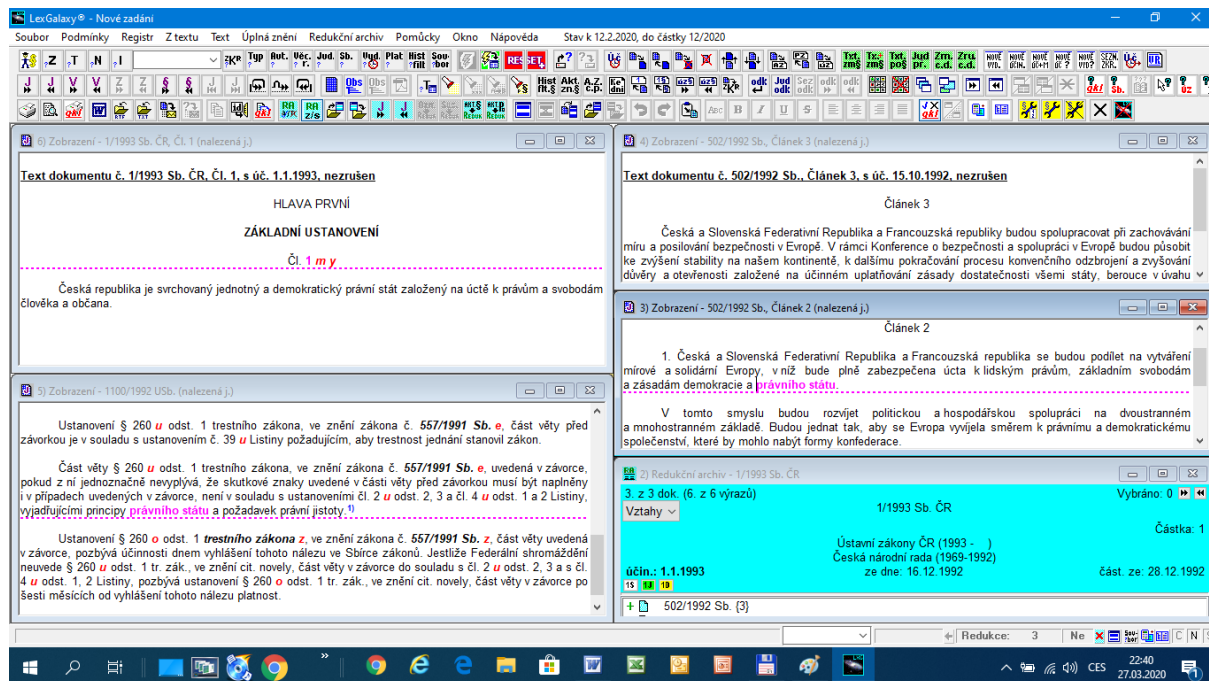 LexGalaxy® - Nové zadání
Soubor Podmínky Registr Z textu Text Úplná znění Redukční archiv Pomůcky Okno Nápověda Stav k 12.2.2020, do částky 12/2020
6) Zobrazení - 1/1993 Sb. ČR, Čl. 1 (nalezená j.)
Text dokumentu č. 1/1993 Sb. ČR, Čl. 1, s úč. 1.1.1993, nezrušen
HLAVA PRVNÍ
ZÁKLADNÍ USTANOVENÍ
Čl. 1 m y
Česká republika je svrchovaný jednotný a demokratický právní stát založený na úctě k právům a svobodám
člověka a občana.
5) Zobrazení - 1100/1992 USb. (nalezená j.)
Ustanovení § 260 u odst. 1 trestního zákona, ve znění zákona č. 557/1991 Sb. e, část věty před
závorkou je v souladu s ustanovením č. 39 u Listiny požadujícím, aby trestnost jednání stanovil zákon.
Část věty § 260 u odst. 1 trestního zákona, ve znění zákona č. 557/1991 Sb. e, uvedená v závorce,
pokud z ní jednoznačně nevyplývá, že skutkové znaky uvedené v části věty před závorkou musí být naplněny
i v případech uvedených v závorce, není v souladu s ustanoveními čl. 2 u odst. 2, 3 a čl. 4 u odst. 1 a 2 Listiny,
vyjadřujícími principy právního státu a požadavek právní jistoty.1)
Ustanovení § 260 o odst. 1 trestního zákona z, ve znění zákona č. 557/1991 Sb. z, část věty uvedená
v závorce, pozbývá účinnosti dnem vyhlášení tohoto nálezu ve Sbírce zákonů. Jestliže Federální shromáždění
neuvede § 260 u odst. 1 tr. zák., ve znění cit. novely, část věty v závorce do souladu s čl. 2 u odst. 2, 3 a s čl.
4 u odst. 1, 2 Listiny, pozbývá ustanovení § 260 o odst. 1 tr. zák., ve znění cit. novely, část věty v závorce po
šesti měsících od vyhlášení tohoto nálezu platnost.
4) Zobrazení - 502/1992 Sb., Článek 3 (nalezená j.)
Text dokumentu č. 502/1992 Sb., Článek 3, s úč. 15.10.1992, nezrušen
Článek 3
Česká a Slovenská Federativní Republika a Francouzská republiky budou spolupracovat při zachovávání
míru a posilování bezpečnosti v Evropě. V rámci Konference o bezpečnosti a spolupráci v Evropě budou působit
ke zvýšení stability na našem kontinentě, k dalšímu pokračování procesu konvenčního odzbrojení a zvyšování
důvěry a otevřenosti založené na účinném uplatňování zásady dostatečnosti všemi státy, berouce v úvahu
3) Zobrazení - 502/1992 Sb., Článek 2 (nalezená j.)
Článek 2
1. Česká a Slovenská Federativní Republika a Francouzská republika se budou podílet na vytváření
mírové a solidární Evropy, v níž bude plně zabezpečena úcta k lidským právům, základním svobodám
a zásadám demokracie a právního státu.
V tomto smyslu budou rozvíjet politickou a hospodářskou spolupráci na dvoustranném
a mnohostranném základě. Budou jednat tak, aby se Evropa vyvíjela směrem k právnímu a demokratickému
společenství, které by mohlo nabýt formy konfederace.
2) Redukční archiv - 1/1993 Sb. ČR
3. z 3 dok. (6. z 6 výrazů) Vybráno: 0
Vztahy 1/1993 Sb. ČR
Částka: 1
Ústavní zákony ČR (1993 - )
Česká národní rada (1969-1992)
účin.: 1.1.1993 ze dne: 16.12.1992 část. ze: 28.12.1992
502/1992 Sb. {3}
Redukce: 3 Ne
CES 22:40
27.03.2020